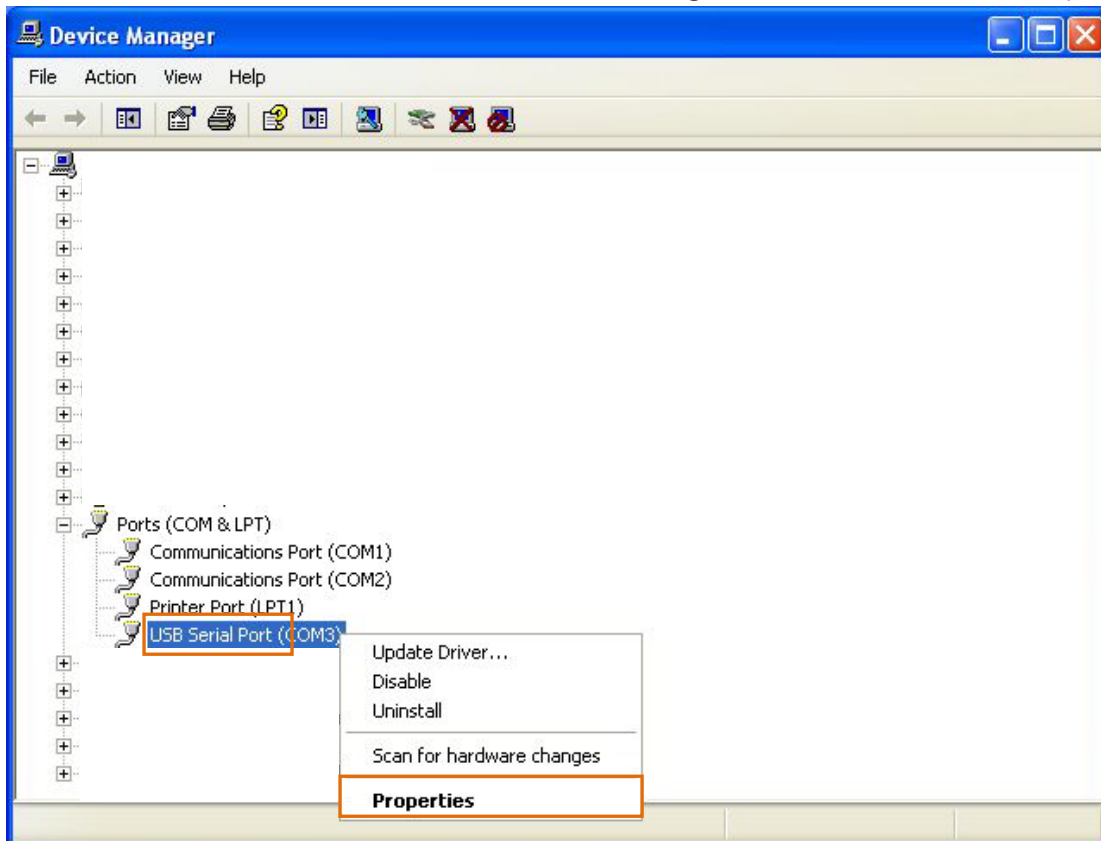 Device Manager
File Action View Help
Ports (COM & LPT)
Communications Port (COM1)
Communications Port (COM2)
Printer Port (LPT1)
USB Serial Port (COM3)
Update Driver...
Disable
Uninstall
Scan for hardware changes
Properties